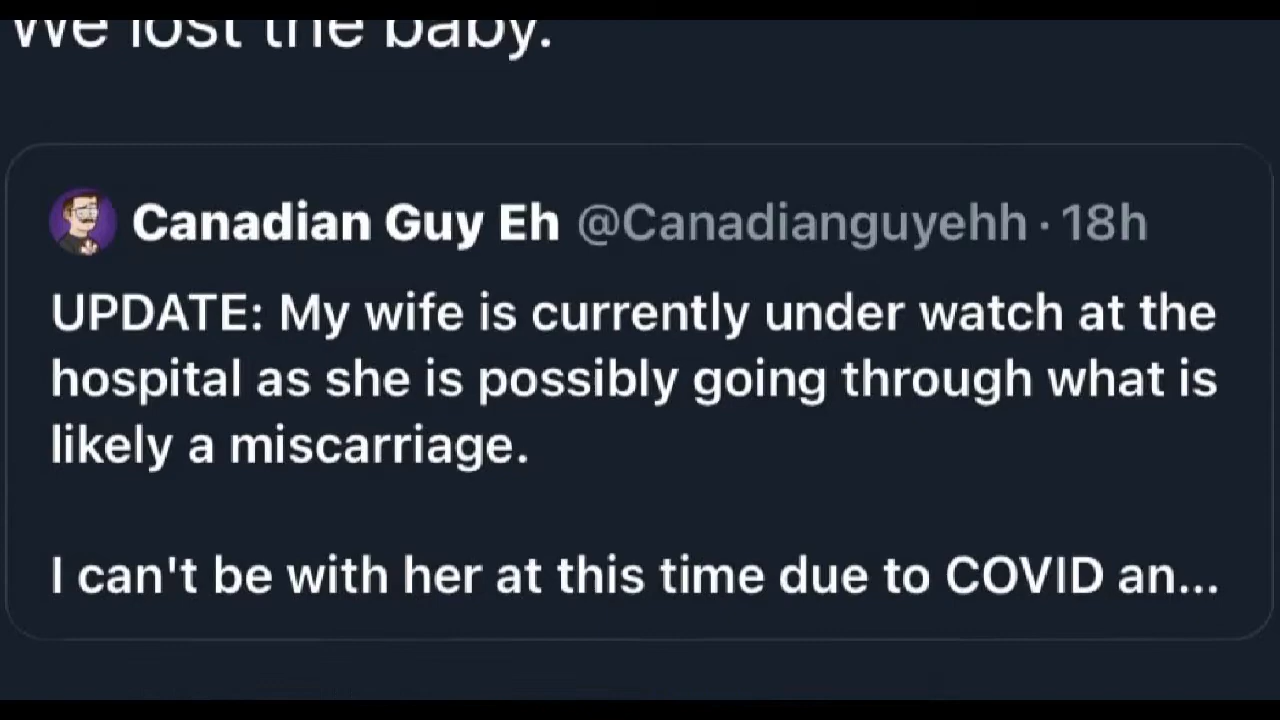 We lost the baby.
Canadian Guy Eh @Canadianguyehh · 18h
UPDATE: My wife is currently under watch at the
hospital as she is possibly going through what is
likely a miscarriage.
I can't be with her at this time due to COVID an...